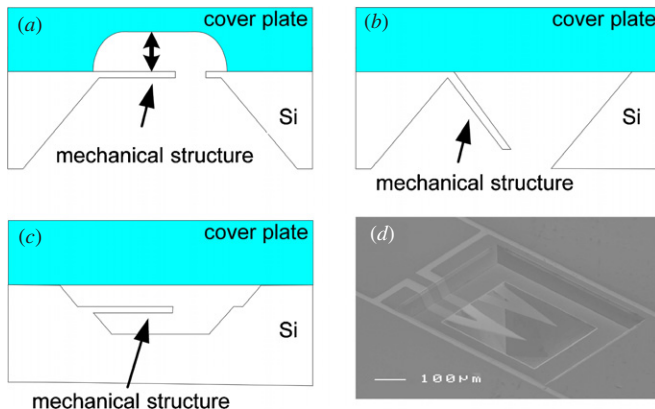 (a)
cover plate
Si
mechanical structure
(b)
cover plate
Si
mechanical structure
(c)
cover plate
Si
mechanical structure
(d)
100µm